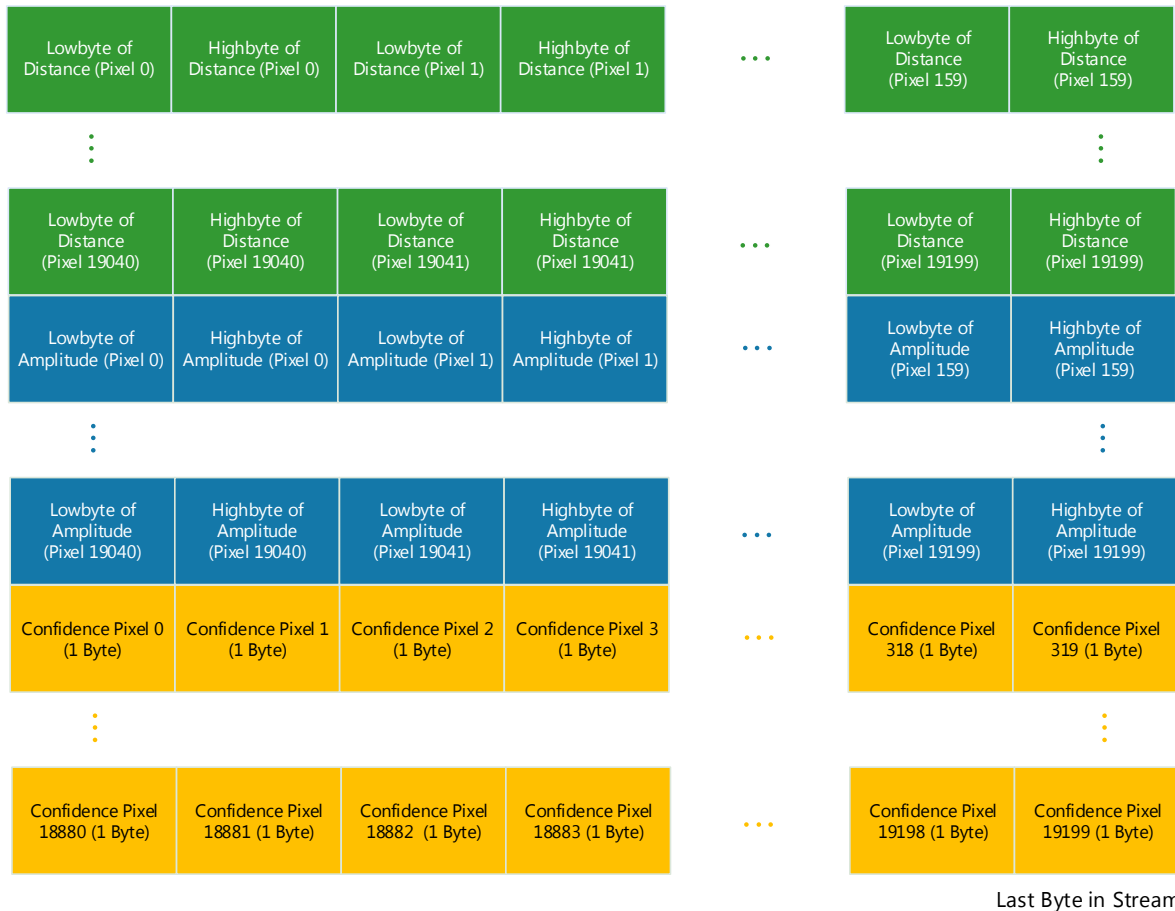 Lowbyte of
Distance (Pixel 0)
Highbyte of
Distance (Pixel 0)
Lowbyte of
Distance (Pixel 1)
Highbyte of
Distance (Pixel 1)
Lowbyte of
Distance
(Pixel 159)
Highbyte of
Distance
(Pixel 159)
Lowbyte of
Distance
(Pixel 19040)
Highbyte of
Distance
(Pixel 19040)
Lowbyte of
Distance
(Pixel 19041)
Highbyte of
Distance
(Pixel 19041)
Lowbyte of
Distance
(Pixel 19199)
Highbyte of
Distance
(Pixel 19199)
Lowbyte of
Amplitude (Pixel 0)
Highbyte of
Amplitude (Pixel 0)
Lowbyte of
Amplitude (Pixel 1)
Highbyte of
Amplitude (Pixel 1)
Lowbyte of
Amplitude
(Pixel 159)
Highbyte of
Amplitude
(Pixel 159)
Lowbyte of
Amplitude
(Pixel 19040)
Highbyte of
Amplitude
(Pixel 19040)
Lowbyte of
Amplitude
(Pixel 19041)
Highbyte of
Amplitude
(Pixel 19041)
Lowbyte of
Amplitude
(Pixel 19199)
Highbyte of
Amplitude
(Pixel 19199)
Confidence Pixel 0
(1 Byte)
Confidence Pixel 1
(1 Byte)
Confidence Pixel 2
(1 Byte)
Confidence Pixel 3
(1 Byte)
Confidence Pixel
318 (1 Byte)
Confidence Pixel
319 (1 Byte)
Confidence Pixel
18880 (1 Byte)
Confidence Pixel
18881 (1 Byte)
Confidence Pixel
18882 (1 Byte)
Confidence Pixel
18883 (1 Byte)
Confidence Pixel
19198 (1 Byte)
Confidence Pixel
19199 (1 Byte)
Last Byte in Stream